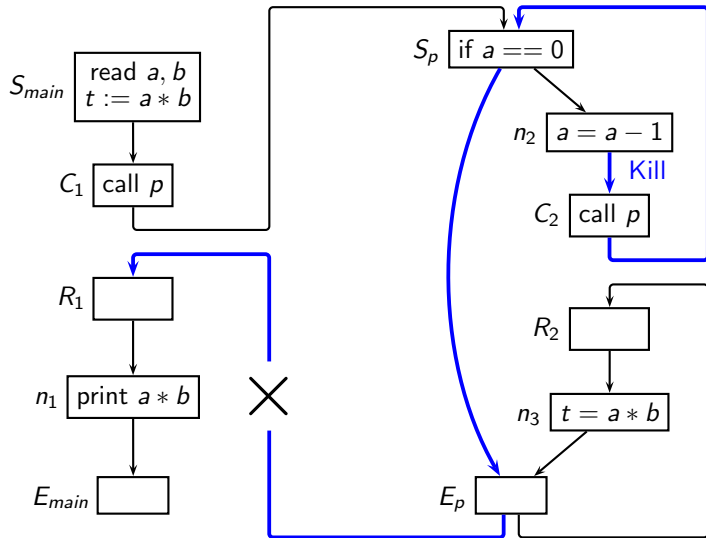 S_main
read a, b
t := a ∗ b
C_1
call p
R_1
n_1
print a ∗ b
E_main
S_p
if a == 0
n_2
a = a − 1
Kill
C_2
call p
R_2
n_3
t = a ∗ b
E_p